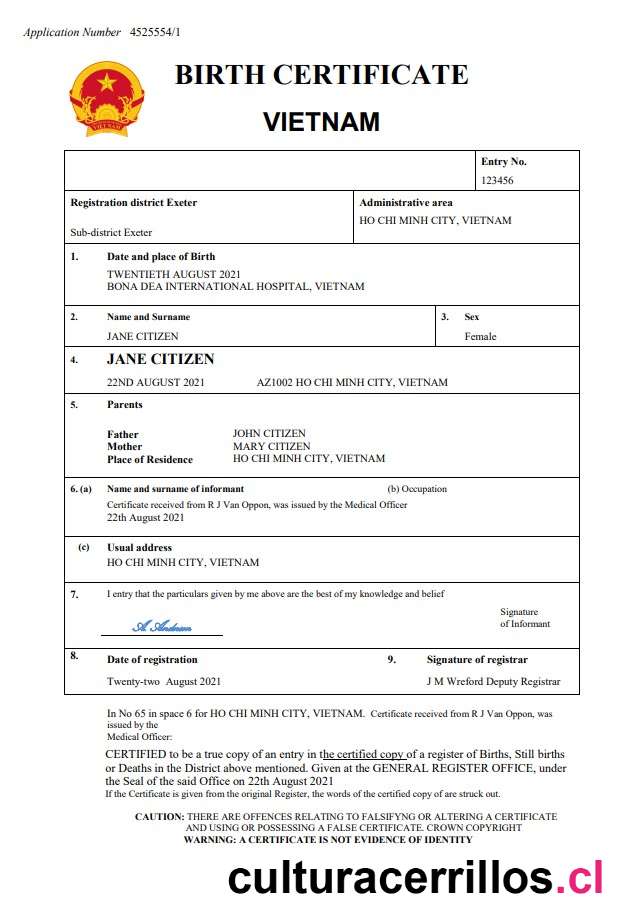 Application Number 4525554/1
BIRTH CERTIFICATE
VIETNAM
VIETNAM
Entry No.
123456
Registration district Exeter
Sub-district Exeter
Administrative area
HO CHI MINH CITY, VIETNAM
1. Date and place of Birth
TWENTIETH AUGUST 2021
BONA DEA INTERNATIONAL HOSPITAL, VIETNAM
2. Name and Surname
JANE CITIZEN
3. Sex
Female
4. JANE CITIZEN
22ND AUGUST 2021 AZ1002 HO CHI MINH CITY, VIETNAM
5. Parents
Father JOHN CITIZEN
Mother MARY CITIZEN
Place of Residence HO CHI MINH CITY, VIETNAM
6. (a) Name and surname of informant (b) Occupation
Certificate received from R J Van Oppon, was issued by the Medical Officer
22th August 2021
(c) Usual address
HO CHI MINH CITY, VIETNAM
7. I entry that the particulars given by me above are the best of my knowledge and belief
A. Andrson
Signature
of Informant
8. Date of registration
Twenty-two August 2021
9. Signature of registrar
J M Wreford Deputy Registrar
In No 65 in space 6 for HO CHI MINH CITY, VIETNAM. Certificate received from R J Van Oppon, was
issued by the
Medical Officer:
CERTIFIED to be a true copy of an entry in the certified copy of a register of Births, Still births
or Deaths in the District above mentioned. Given at the GENERAL REGISTER OFFICE, under
the Seal of the said Office on 22th August 2021
If the Certificate is given from the original Register, the words of the certified copy of are struck out.
CAUTION: THERE ARE OFFENCES RELATING TO FALSIFYNG OR ALTERING A CERTIFICATE
AND USING OR POSSESSING A FALSE CERTIFICATE. CROWN COPYRIGHT
WARNING: A CERTIFICATE IS NOT EVIDENCE OF IDENTITY
culturacerrillos.cl